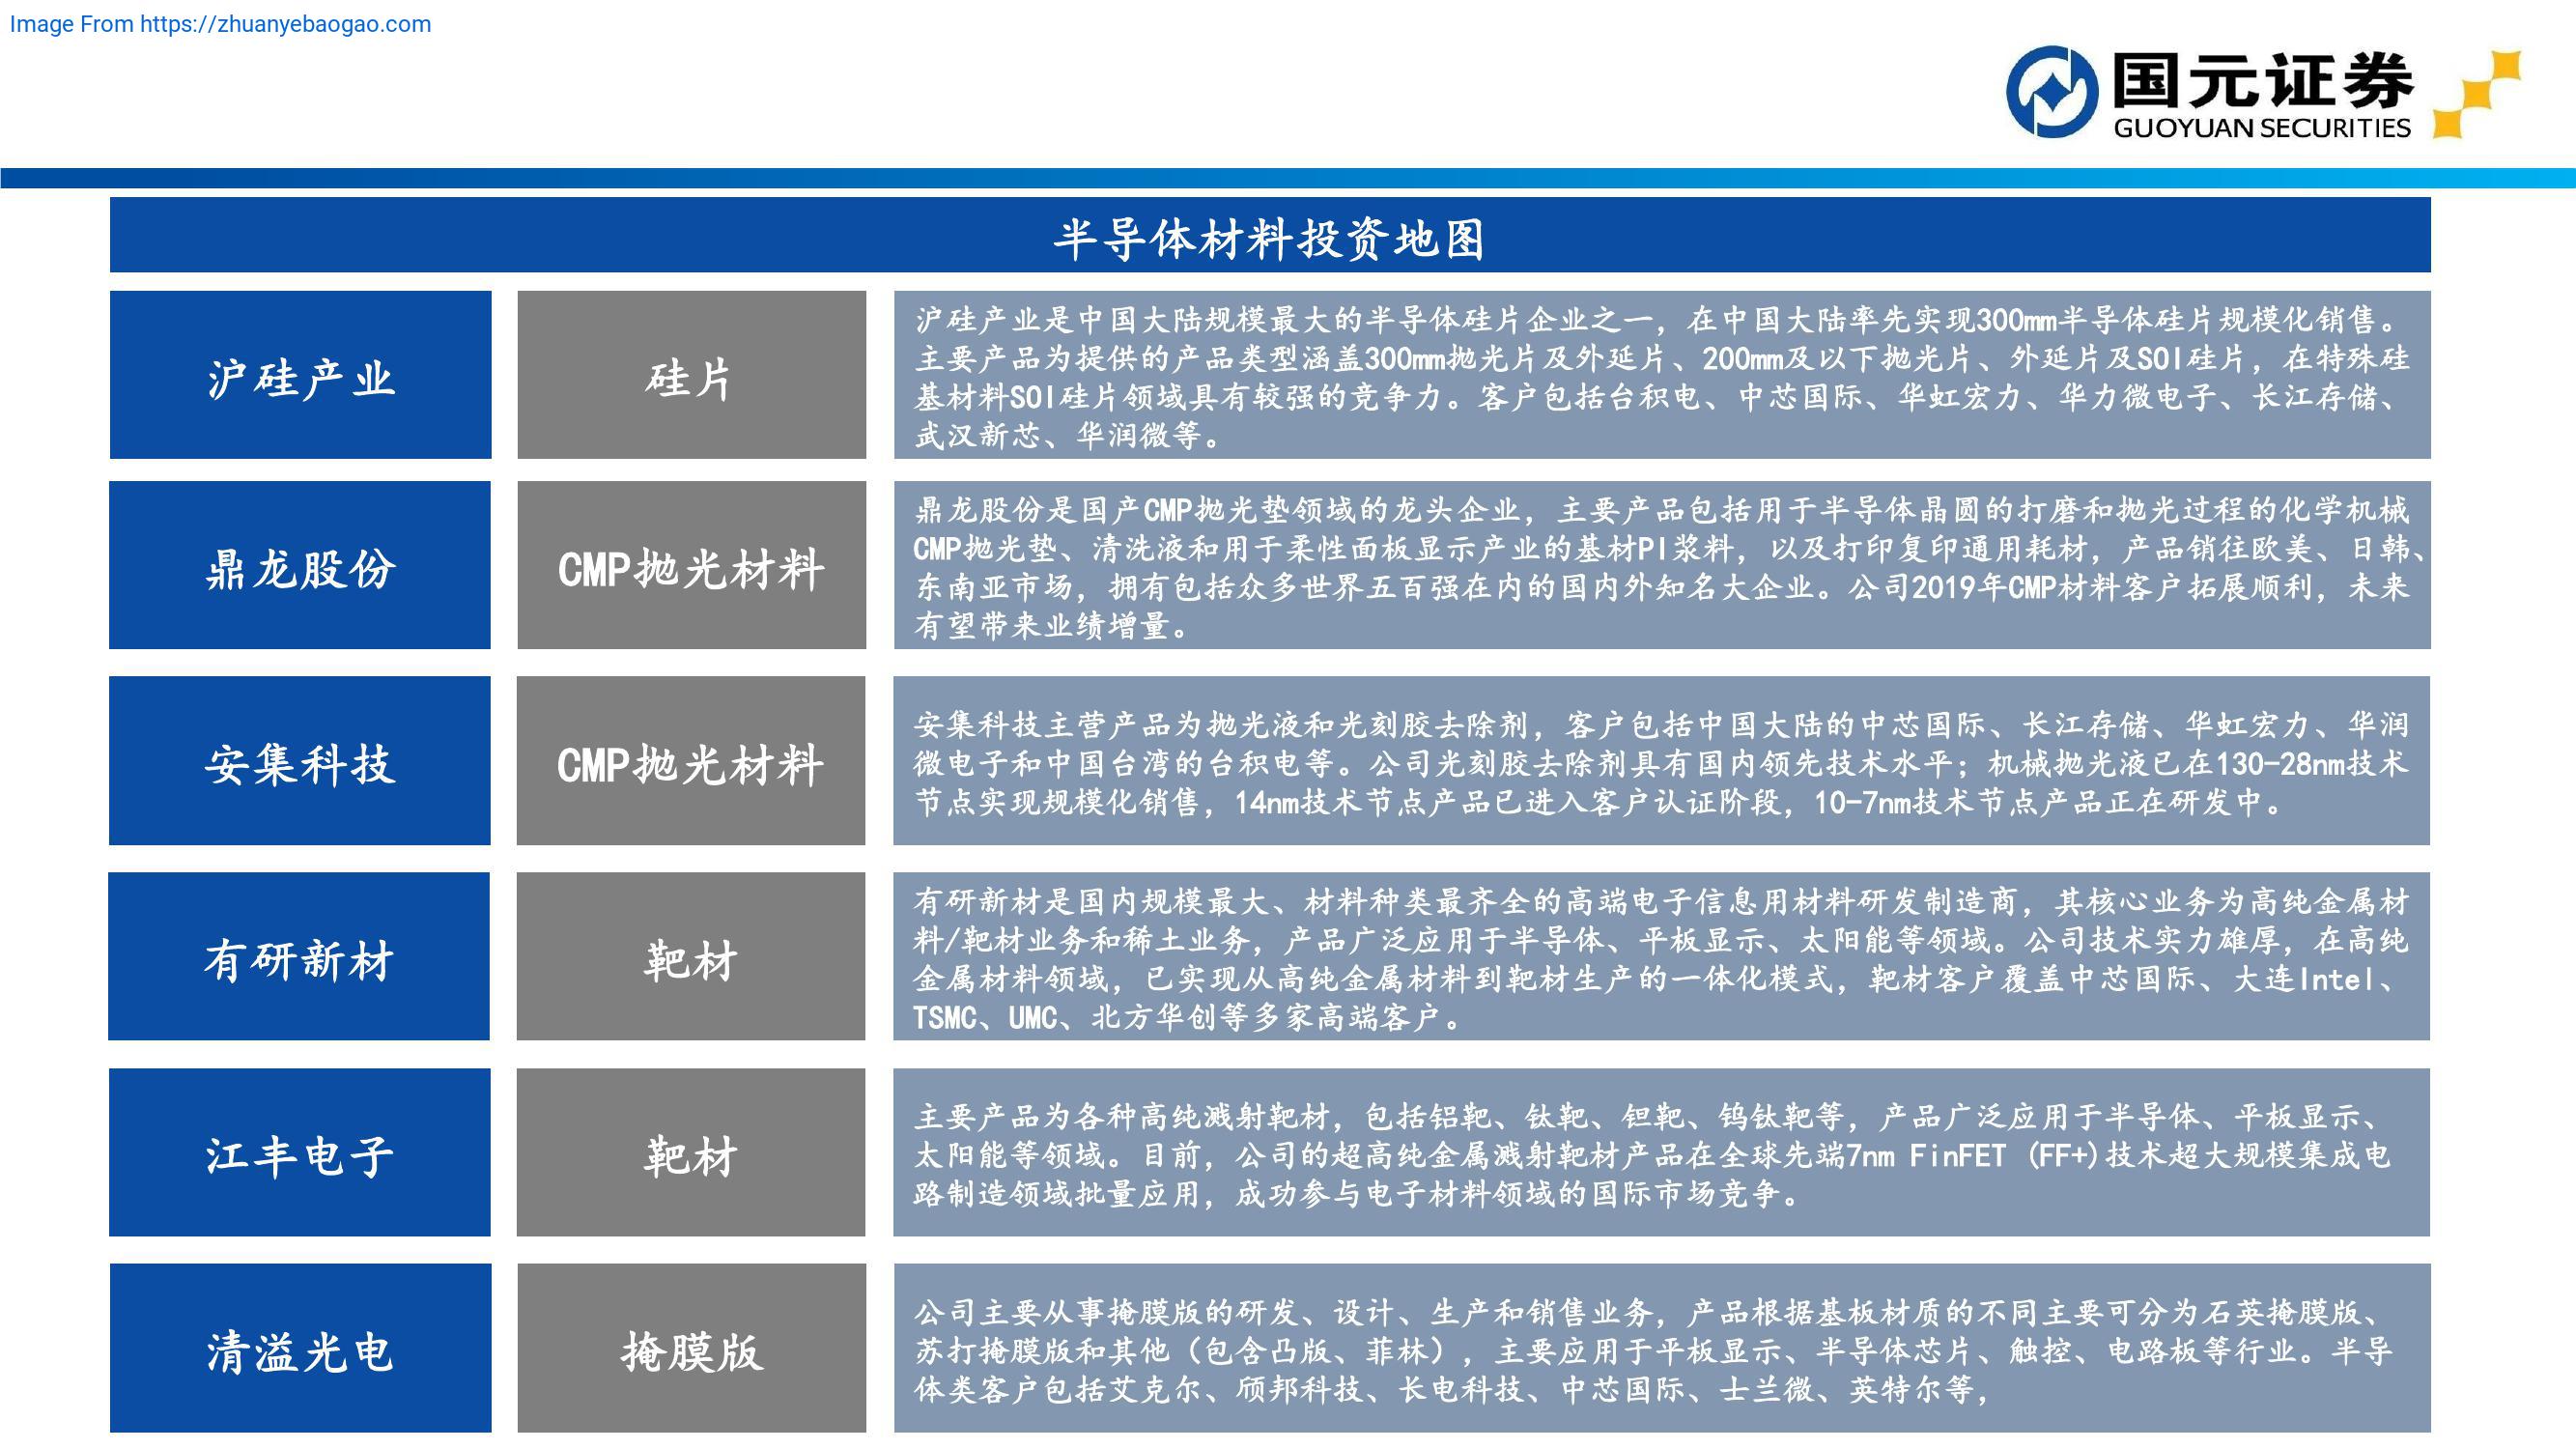 Image From https://zhuanyebaogao.com
国元证券
GUOYUAN SECURITIES
半导体材料投资地图
沪硅产业
硅片
沪硅产业是中国大陆规模最大的半导体硅片企业之一，在中国大陆率先实现300mm半导体硅片规模化销售。
主要产品为提供的产品类型涵盖300mm抛光片及外延片、200mm及以下抛光片、外延片及SOI硅片，在特殊硅
基材料SOI硅片领域具有较强的竞争力。客户包括台积电、中芯国际、华虹宏力、华力微电子、长江存储、
武汉新芯、华润微等。
鼎龙股份
CMP抛光材料
鼎龙股份是国产CMP抛光垫领域的龙头企业，主要产品包括用于半导体晶圆的打磨和抛光过程的化学机械
CMP抛光垫、清洗液和用于柔性面板显示产业的基材PI浆料，以及打印复印通用耗材，产品销往欧美、日韩、
东南亚市场，拥有包括众多世界五百强在内的国内外知名大企业。公司2019年CMP材料客户拓展顺利，未来
有望带来业绩增量。
安集科技
CMP抛光材料
安集科技主营产品为抛光液和光刻胶去除剂，客户包括中国大陆的中芯国际、长江存储、华虹宏力、华润
微电子和中国台湾的台积电等。公司光刻胶去除剂具有国内领先技术水平；机械抛光液已在130-28nm技术
节点实现规模化销售，14nm技术节点产品已进入客户认证阶段，10-7nm技术节点产品正在研发中。
有研新材
靶材
有研新材是国内规模最大、材料种类最齐全的高端电子信息用材料研发制造商，其核心业务为高纯金属材
料/靶材业务和稀土业务，产品广泛应用于半导体、平板显示、太阳能等领域。公司技术实力雄厚，在高纯
金属材料领域，已实现从高纯金属材料到靶材生产的一体化模式，靶材客户覆盖中芯国际、大连Intel、
TSMC、UMC、北方华创等多家高端客户。
江丰电子
靶材
主要产品为各种高纯溅射靶材，包括铝靶、钛靶、钽靶、钨钛靶等，产品广泛应用于半导体、平板显示、
太阳能等领域。目前，公司的超高纯金属溅射靶材产品在全球先端7nm FinFET (FF+)技术超大规模集成电
路制造领域批量应用，成功参与电子材料领域的国际市场竞争。
清溢光电
掩膜版
公司主要从事掩膜版的研发、设计、生产和销售业务，产品根据基板材质的不同主要可分为石英掩膜版、
苏打掩膜版和其他（包含凸版、菲林），主要应用于平板显示、半导体芯片、触控、电路板等行业。半导
体类客户包括艾克尔、颀邦科技、长电科技、中芯国际、士兰微、英特尔等，